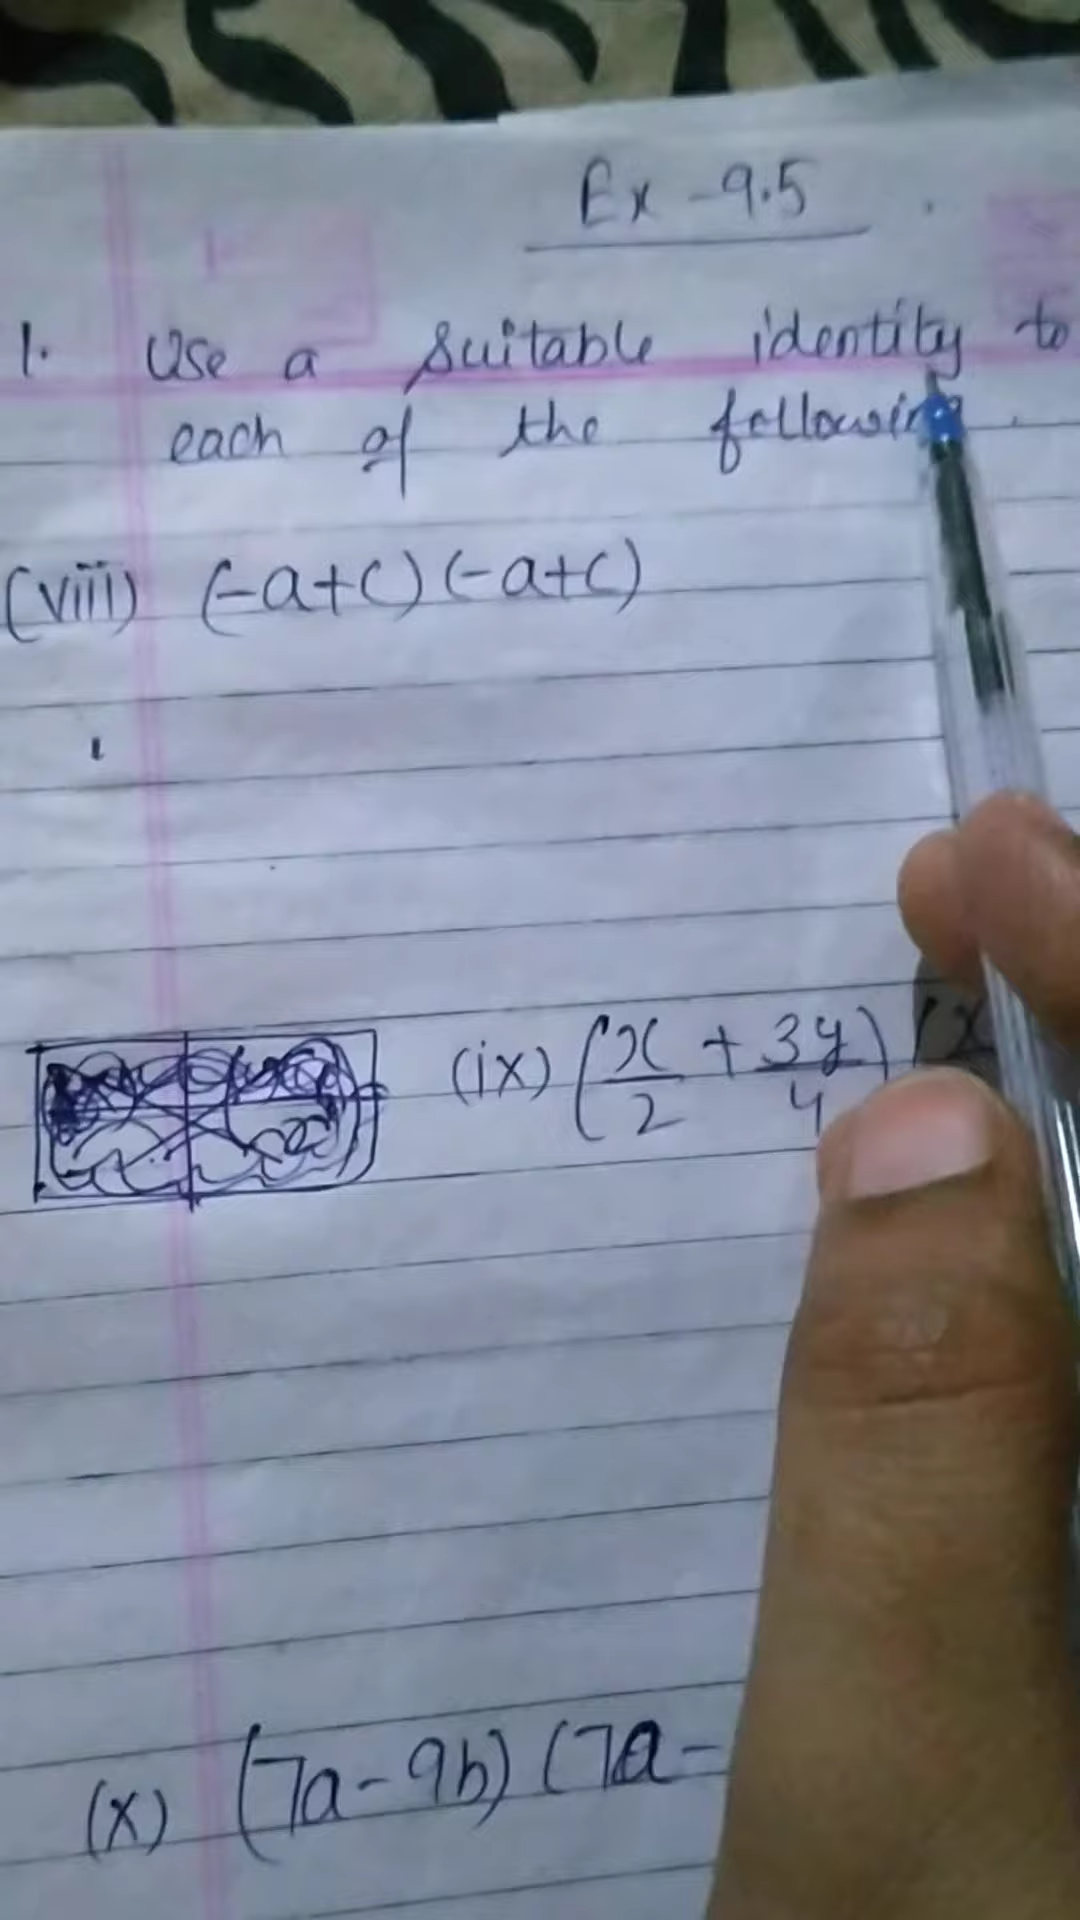 Ex - 9.5
1. Use a suitable identity to
each of the following.
(viii) (-a+c) (-a+c)
(ix) (x/2 + 3y/4) (x
(x) (7a - 9b) (7a -